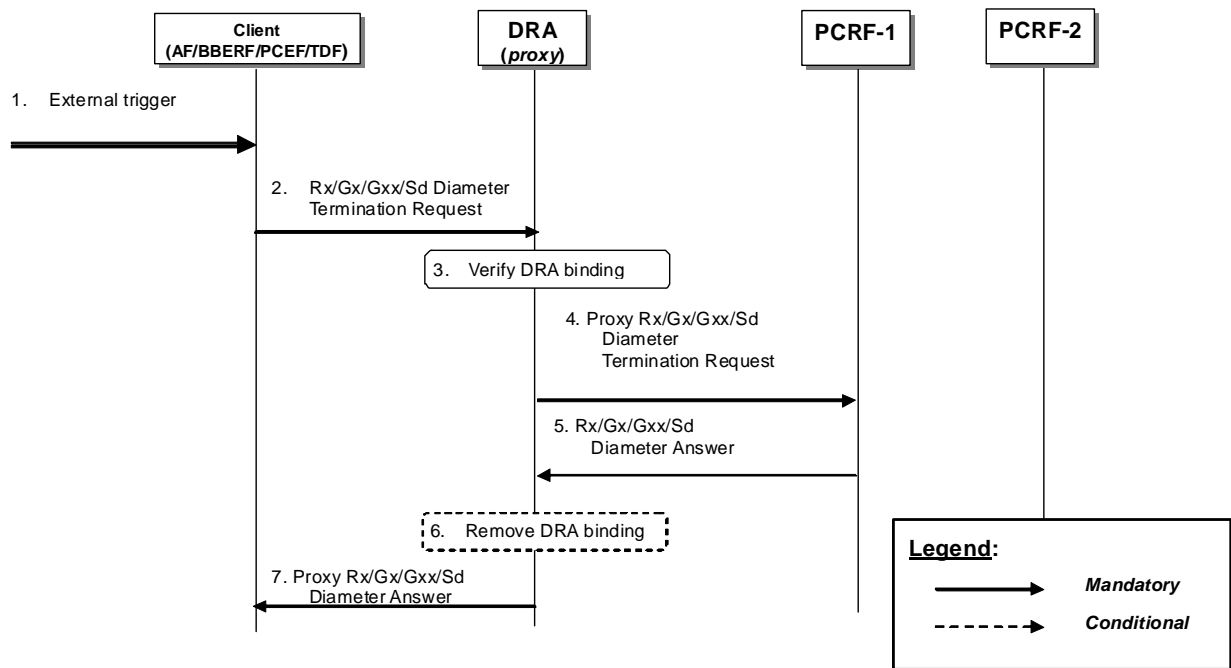 Client
(AF/BBERF/PCEF/TDF)
DRA
(proxy)
PCRF-1
PCRF-2
1. External trigger
2. Rx/Gx/Gxx/Sd Diameter
Termination Request
3. Verify DRA binding
4. Proxy Rx/Gx/Gxx/Sd
Diameter
Termination Request
5. Rx/Gx/Gxx/Sd
Diameter Answer
6. Remove DRA binding
7. Proxy Rx/Gx/Gxx/Sd
Diameter Answer
Legend:
Mandatory
Conditional